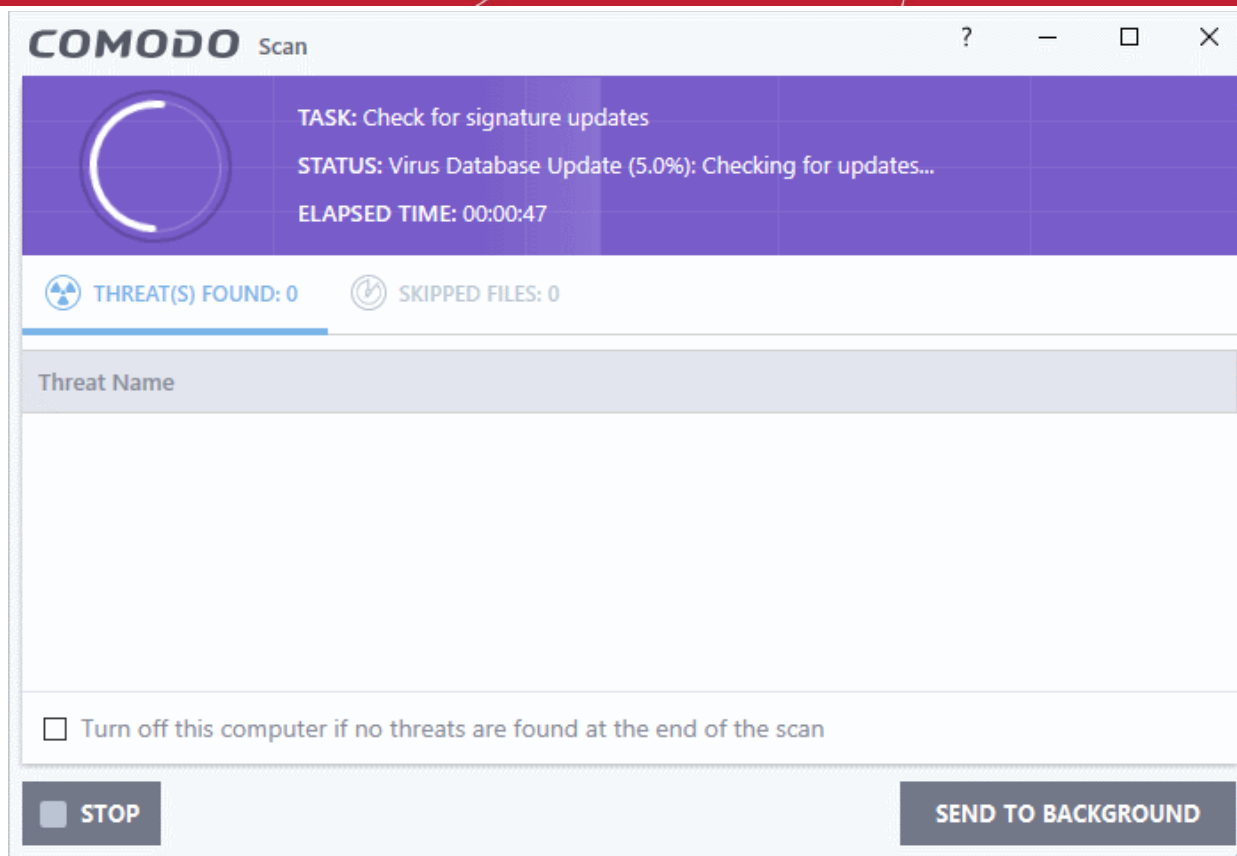 COMODO Scan ?
TASK: Check for signature updates
STATUS: Virus Database Update (5.0%): Checking for updates...
ELAPSED TIME: 00:00:47
THREAT(S) FOUND: 0 SKIPPED FILES: 0
Threat Name
Turn off this computer if no threats are found at the end of the scan
STOP SEND TO BACKGROUND